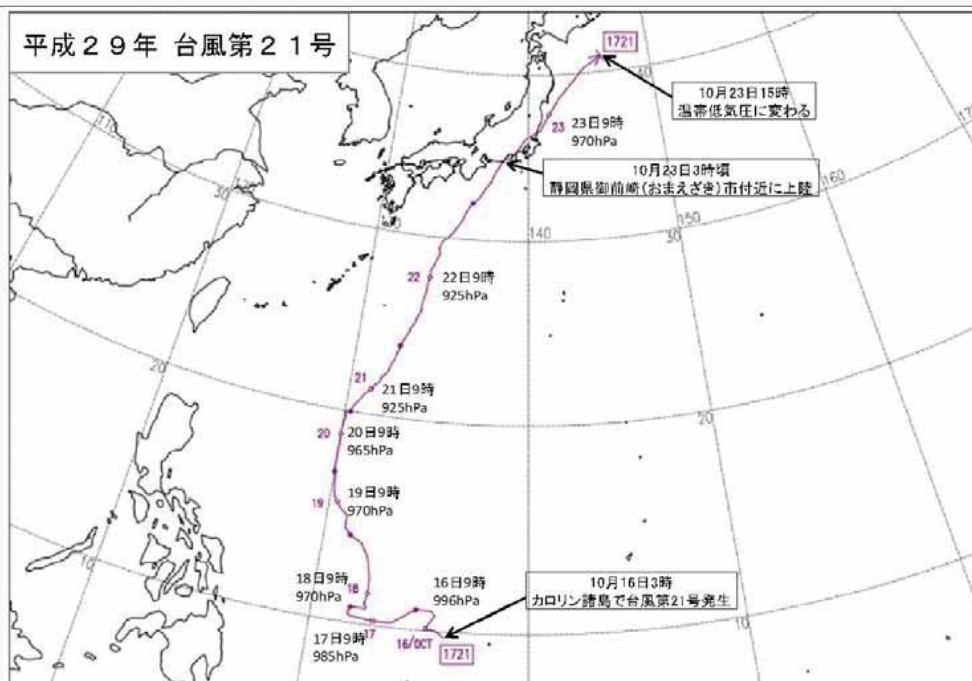 平成29年 台風第21号
1721
10月23日15時
温帯低気圧に変わる
23
23日9時
970hPa
10月23日3時頃
静岡県御前崎(おまえざき)市付近に上陸
40
110
120
30
130
140
150
160
30
22
22日9時
925hPa
20
21
21日9時
925hPa
20
20
20日9時
965hPa
19
19日9時
970hPa
10
18日9時
970hPa
18
16日9時
996hPa
10月16日3時
カロリン諸島で台風第21号発生
17
17日9時
985hPa
16/OCT
1721
10